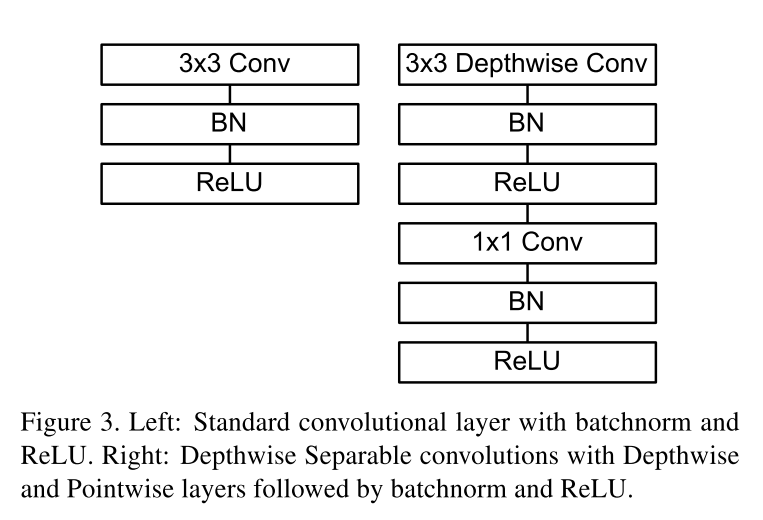 3x3 Conv
BN
ReLU
3x3 Depthwise Conv
BN
ReLU
1x1 Conv
BN
ReLU
Figure 3. Left: Standard convolutional layer with batchnorm and
ReLU. Right: Depthwise Separable convolutions with Depthwise
and Pointwise layers followed by batchnorm and ReLU.